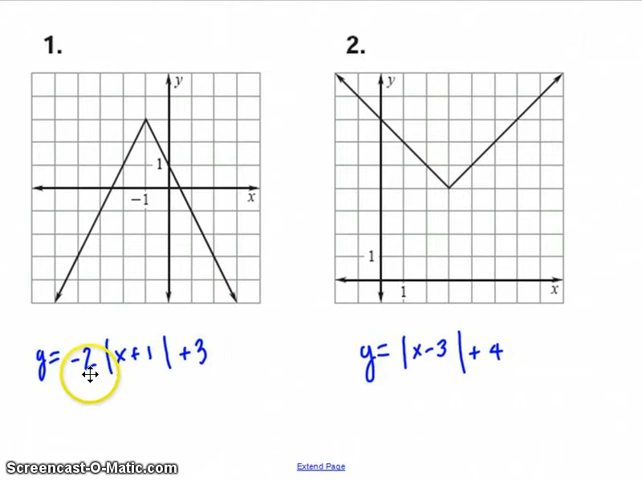 1. 2.
y y
1
-1 x
1
1 x
y = -2 |x+1| +3 y = |x-3| + 4
Extend Page
Screencast-O-Matic.com